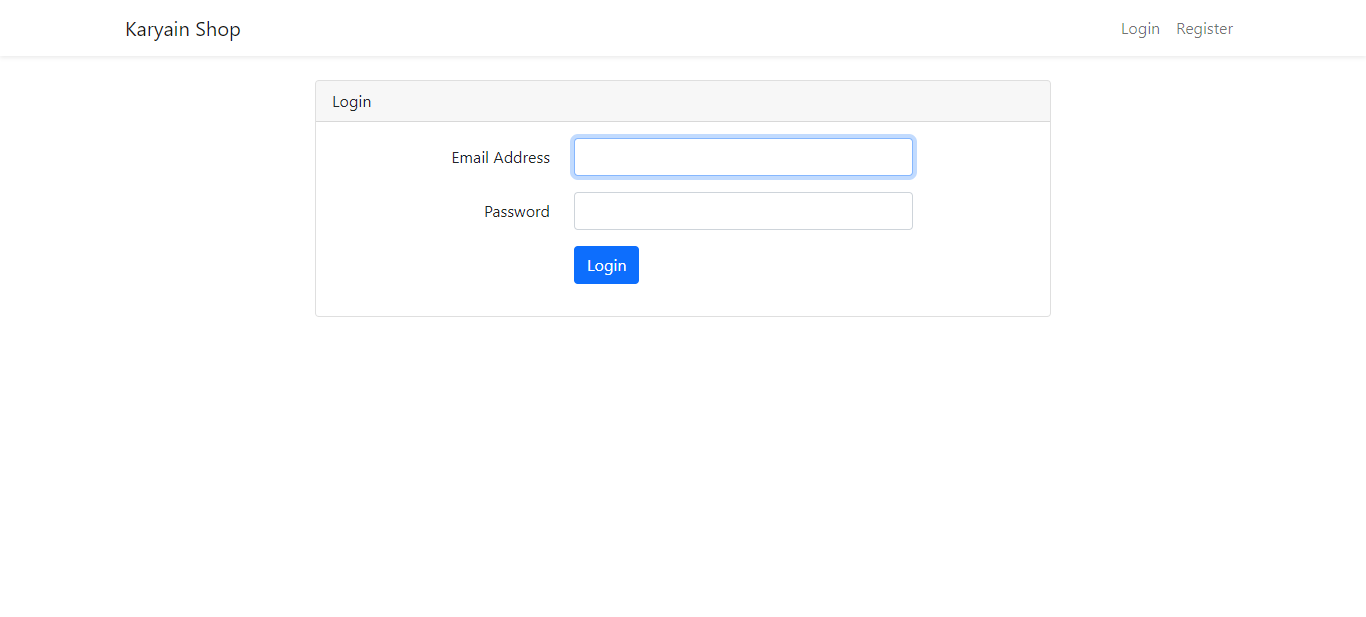 Karyain Shop
Login Register
Login
Email Address
Password
Login